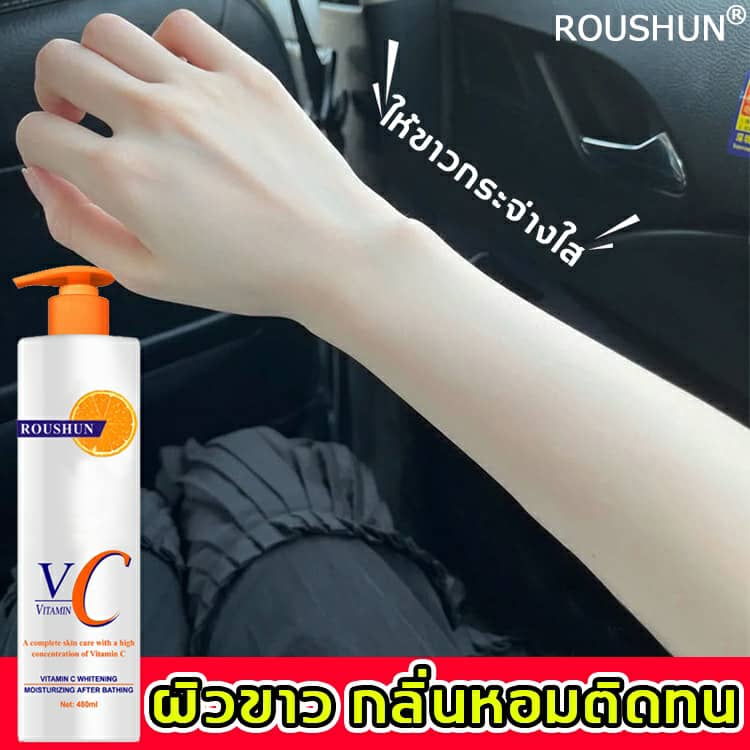 ROUSHUN®
ให้ขาวกระจ่างใส
ROUSHUN
VC
VITAMIN
A complete skin care with a high
concentration of Vitamin C
VITAMIN C WHITENING
MOISTURIZING AFTER BATHING
Net: 480ml
ผิวขาว กลิ่นหอมติดทน